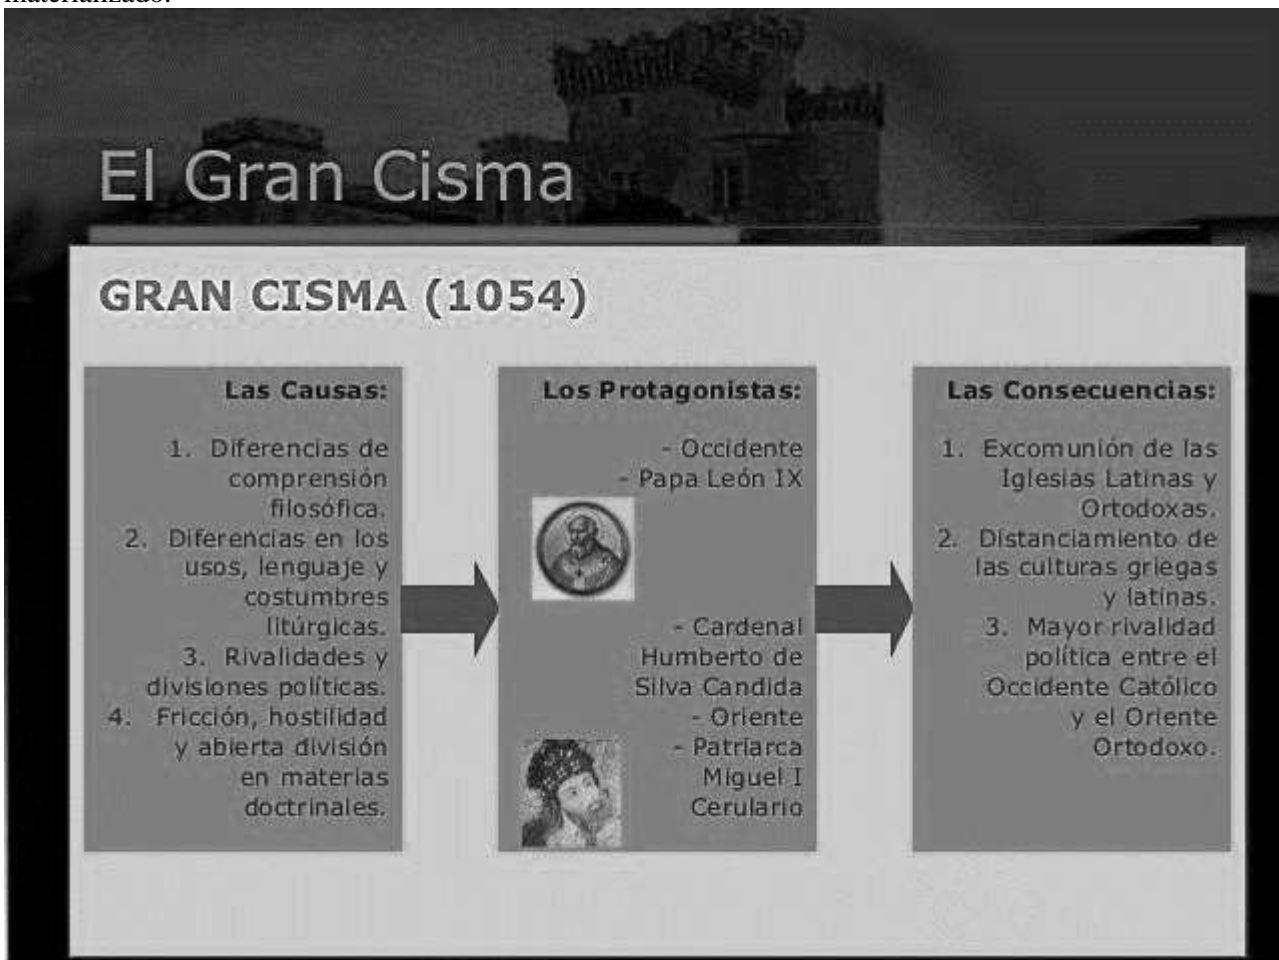 materializado.
El Gran Cisma
GRAN CISMA (1054)
Las Causas:
1. Diferencias de
comprensión
filosófica.
2. Diferencias en los
usos, lenguaje y
costumbres
litúrgicas.
3. Rivalidades y
divisiones políticas.
4. Fricción, hostilidad
y abierta división
en materias
doctrinales.
Los Protagonistas:
- Occidente
- Papa León IX
- Cardenal
Humberto de
Silva Candida
- Oriente
- Patriarca
Miguel I
Cerulario
Las Consecuencias:
1. Excomunión de las
Iglesias Latinas y
Ortodoxas.
2. Distanciamiento de
las culturas griegas
y latinas.
3. Mayor rivalidad
política entre el
Occidente Católico
y el Oriente
Ortodoxo.